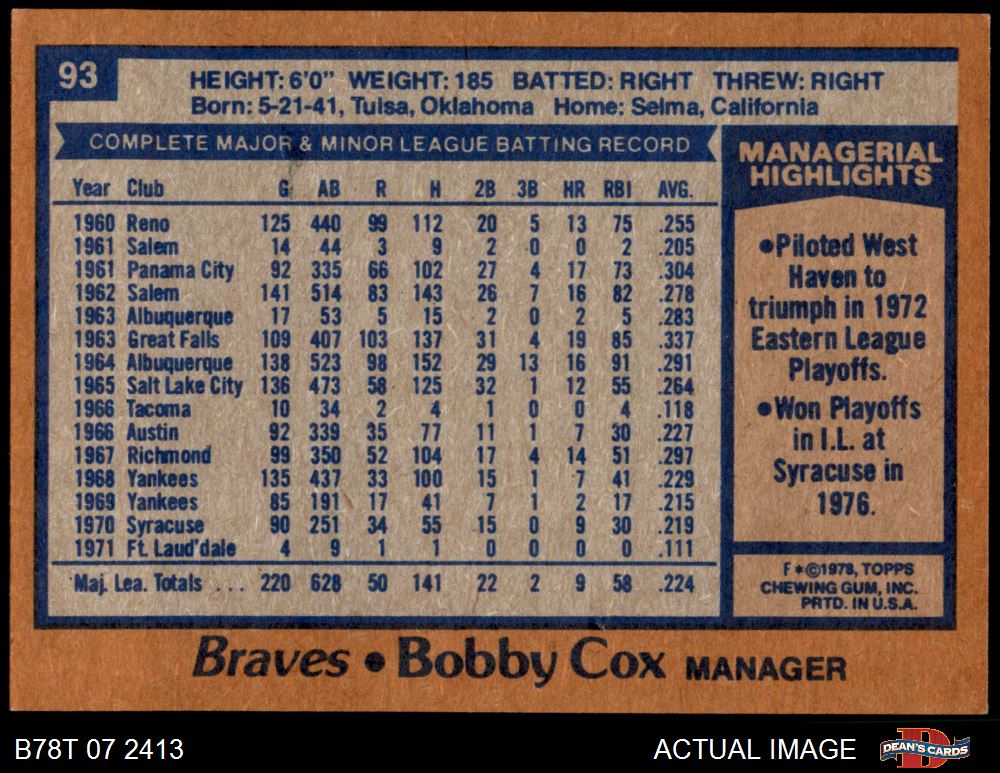 93
HEIGHT: 6'0" WEIGHT: 185 BATTED: RIGHT THREW: RIGHT
Born: 5-21-41, Tulsa, Oklahoma Home: Selma, California
COMPLETE MAJOR & MINOR LEAGUE BATTING RECORD
Year Club G AB R H 2B 3B HR RBI AVG.
1960 Reno 125 440 99 112 20 5 13 75 .255
1961 Salem 14 44 3 9 2 0 0 2 .205
1961 Panama City 92 335 66 102 27 4 17 73 .304
1962 Salem 141 514 83 143 26 7 16 82 .278
1963 Albuquerque 17 53 5 15 2 0 2 5 .283
1963 Great Falls 109 407 103 137 31 4 19 85 .337
1964 Albuquerque 138 523 98 152 29 13 16 91 .291
1965 Salt Lake City 136 473 58 125 32 1 12 55 .264
1966 Tacoma 10 34 2 4 1 0 0 4 .118
1966 Austin 92 339 35 77 11 1 7 30 .227
1967 Richmond 99 350 52 104 17 4 14 51 .297
1968 Yankees 135 437 33 100 15 1 7 41 .229
1969 Yankees 85 191 17 41 7 1 2 17 .215
1970 Syracuse 90 251 34 55 15 0 9 30 .219
1971 Ft. Laud'dale 4 9 1 1 0 0 0 0 .111
Maj. Lea. Totals ... 220 628 50 141 22 2 9 58 .224
MANAGERIAL
HIGHLIGHTS
●Piloted West
Haven to
triumph in 1972
Eastern League
Playoffs.
●Won Playoffs
in I.L. at
Syracuse in
1976.
F*©1978, TOPPS
CHEWING GUM, INC.
PRTD. IN U.S.A.
Braves • Bobby Cox MANAGER
B78T 07 2413
ACTUAL IMAGE
D
DEAN'S CARDS